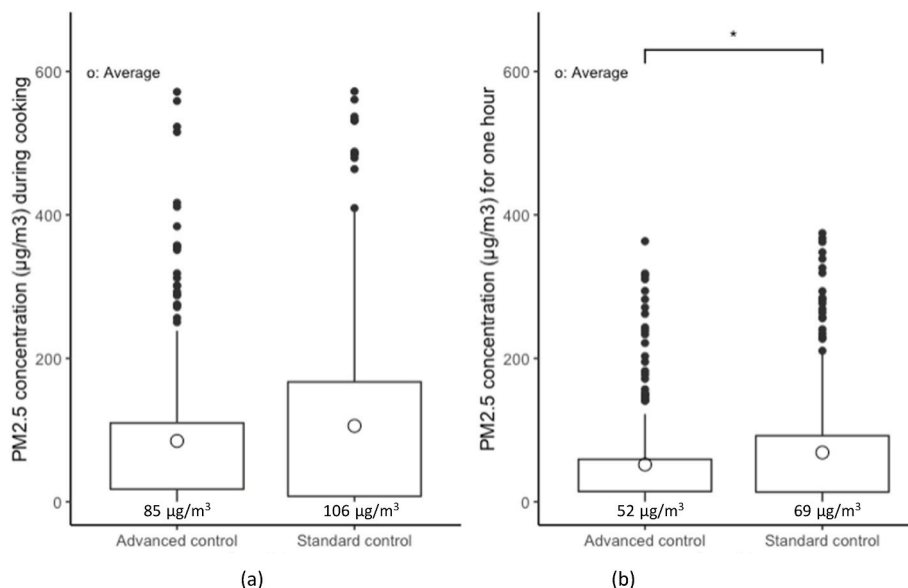 PM2.5 concentration (µg/m3) during cooking
600
400
200
0
o: Average
85 µg/m³
106 µg/m³
Advanced control
Standard control
(a)
PM2.5 concentration (µg/m3) for one hour
600
400
200
0
o: Average
*
52 µg/m³
69 µg/m³
Advanced control
Standard control
(b)